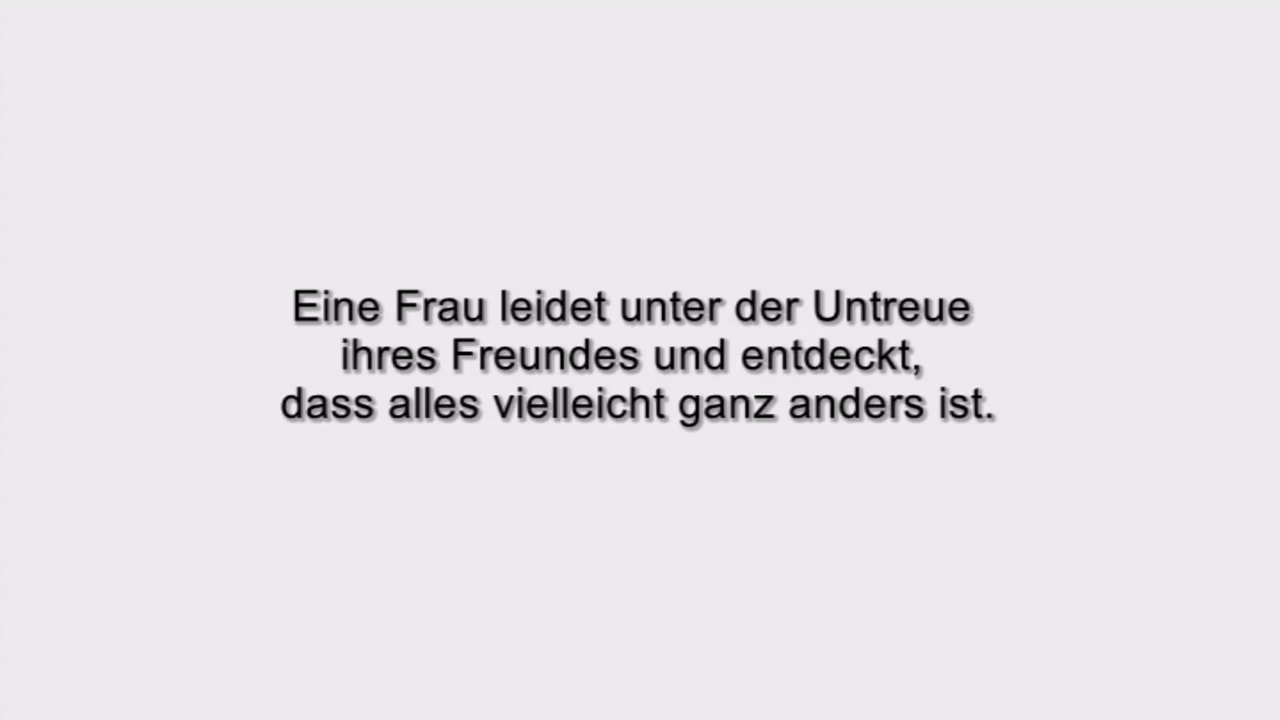 Eine Frau leidet unter der Untreue
ihres Freundes und entdeckt,
dass alles vielleicht ganz anders ist.